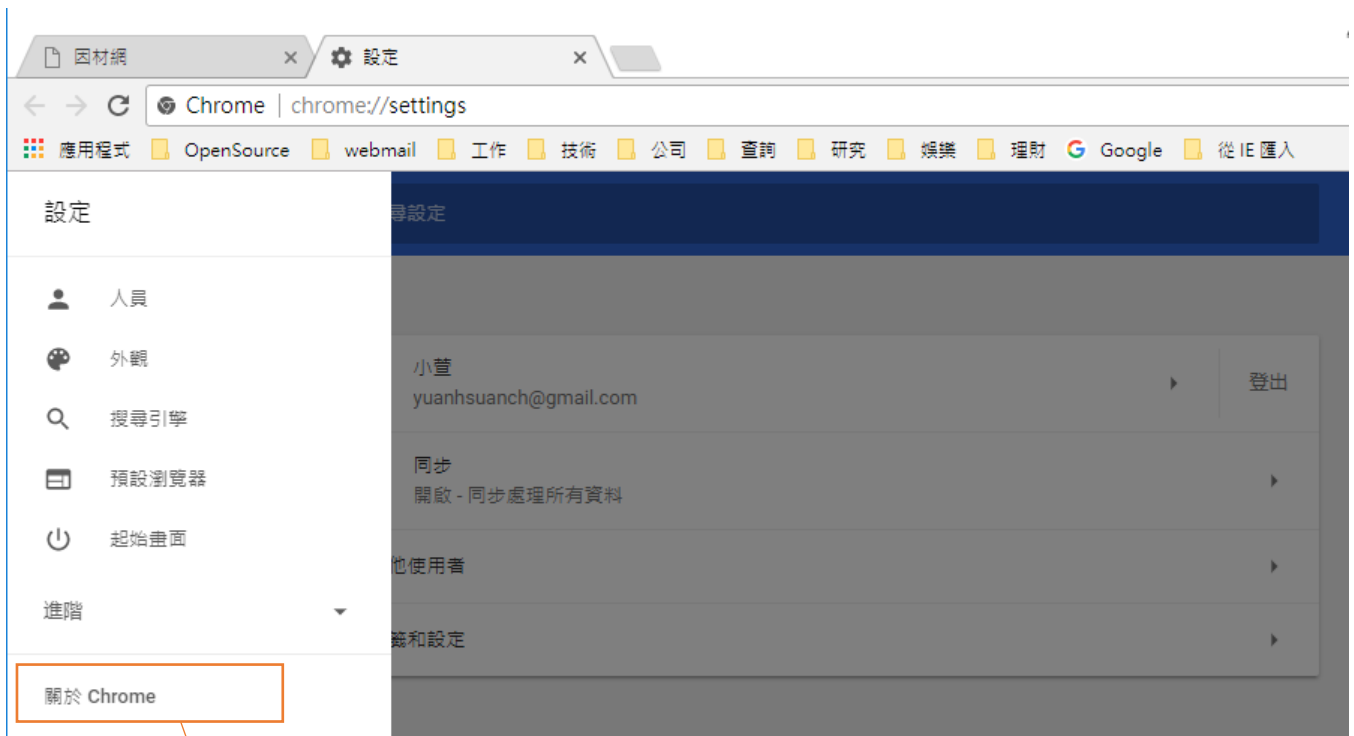 因材網
設定
Chrome | chrome://settings
應用程式 OpenSource webmail 工作 技術 公司 查詢 研究 娛樂 理財 Google 從 IE 匯入
設定
尋設定
人員
外觀
搜尋引擎
預設瀏覽器
起始畫面
進階
關於 Chrome
小萱
yuanhsuanch@gmail.com
登出
同步
開啟 - 同步處理所有資料
他使用者
籤和設定